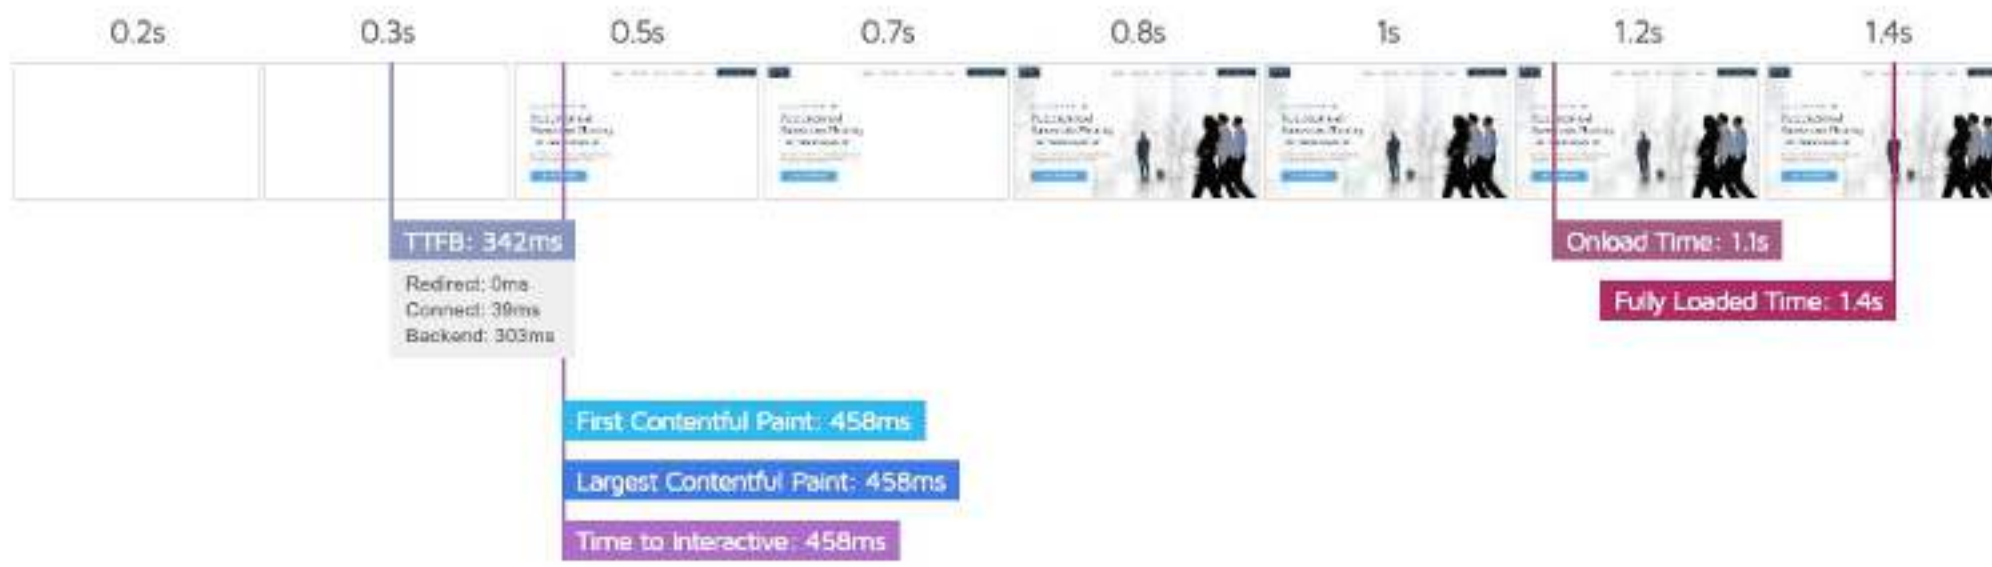 0.2s 0.3s 0.5s 0.7s 0.8s 1s 1.2s 1.4s
TTFB: 342ms
Redirect: 0ms
Connect: 39ms
Backend: 303ms
Onload Time: 1.1s
Fully Loaded Time: 1.4s
First Contentful Paint: 458ms
Largest Contentful Paint: 458ms
Time to Interactive: 458ms